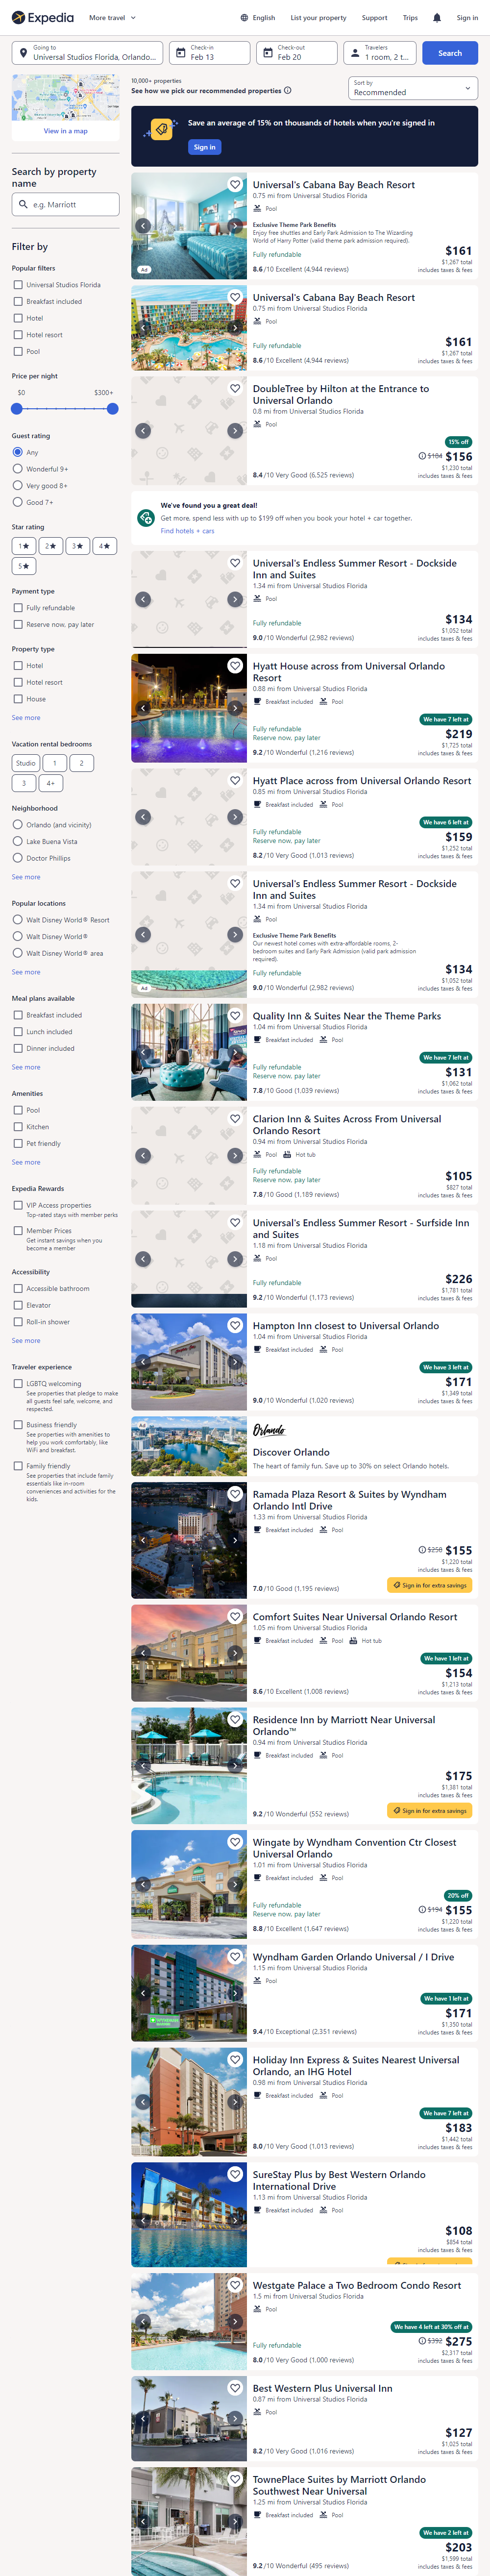 Expedia
More travel
English
List your property
Support
Trips
Sign in
Going to
Universal Studios Florida, Orlando...
Check-in
Feb 13
Check-out
Feb 20
Travelers
1 room, 2 t...
Search
View in a map
Search by property name
e.g. Marriott
Filter by
Popular filters
Universal Studios Florida
Breakfast included
Hotel
Hotel resort
Pool
Price per night
$0
$300+
Guest rating
Any
Wonderful 9+
Very good 8+
Good 7+
Star rating
1★
2★
3★
4★
5★
Payment type
Fully refundable
Reserve now, pay later
Property type
Hotel
Hotel resort
House
See more
Vacation rental bedrooms
Studio
1
2
3
4+
Neighborhood
Orlando (and vicinity)
Lake Buena Vista
Doctor Phillips
See more
Popular locations
Walt Disney World® Resort
Walt Disney World®
Walt Disney World® area
See more
Meal plans available
Breakfast included
Lunch included
Dinner included
See more
Amenities
Pool
Kitchen
Pet friendly
See more
Expedia Rewards
VIP Access properties
Top-rated stays with member perks
Member Prices
Get instant savings when you
become a member
Accessibility
Accessible bathroom
Elevator
Roll-in shower
See more
Traveler experience
LGBTQ welcoming
See properties that pledge to make
all guests feel safe, welcome, and
respected.
Business friendly
See properties with amenities to
help you work comfortably, like
WiFi and breakfast.
Family friendly
See properties that include family
essentials like in-room
conveniences and activities for the
kids.
10,000+ properties
See how we pick our recommended properties
Sort by
Recommended
Save an average of 15% on thousands of hotels when you're signed in
Sign in
Ad
Universal's Cabana Bay Beach Resort
0.75 mi from Universal Studios Florida
Pool
Exclusive Theme Park Benefits
Enjoy free shuttles and Early Park Admission to The Wizarding
World of Harry Potter (valid theme park admission required).
Fully refundable
8.6/10 Excellent (4,944 reviews)
$161
$1,267 total
includes taxes & fees
Universal's Cabana Bay Beach Resort
0.75 mi from Universal Studios Florida
Pool
Fully refundable
8.6/10 Excellent (4,944 reviews)
$161
$1,267 total
includes taxes & fees
DoubleTree by Hilton at the Entrance to
Universal Orlando
0.8 mi from Universal Studios Florida
Pool
8.4/10 Very Good (6,525 reviews)
15% off
$184 $156
$1,230 total
includes taxes & fees
We've found you a great deal!
Get more, spend less with up to $199 off when you book your hotel + car together.
Find hotels + cars
Universal's Endless Summer Resort - Dockside
Inn and Suites
1.34 mi from Universal Studios Florida
Pool
Fully refundable
9.0/10 Wonderful (2,982 reviews)
$134
$1,052 total
includes taxes & fees
Hyatt House across from Universal Orlando
Resort
0.88 mi from Universal Studios Florida
Breakfast included Pool
Fully refundable
Reserve now, pay later
9.2/10 Wonderful (1,216 reviews)
We have 7 left at
$219
$1,725 total
includes taxes & fees
Hyatt Place across from Universal Orlando Resort
0.85 mi from Universal Studios Florida
Breakfast included Pool
Fully refundable
Reserve now, pay later
8.2/10 Very Good (1,013 reviews)
We have 6 left at
$159
$1,252 total
includes taxes & fees
Ad
Universal's Endless Summer Resort - Dockside
Inn and Suites
1.34 mi from Universal Studios Florida
Pool
Exclusive Theme Park Benefits
Our newest hotel comes with extra-affordable rooms, 2-
bedroom suites and Early Park Admission (valid park admission
required).
Fully refundable
9.0/10 Wonderful (2,982 reviews)
$134
$1,052 total
includes taxes & fees
Quality Inn & Suites Near the Theme Parks
1.04 mi from Universal Studios Florida
Breakfast included Pool
Fully refundable
Reserve now, pay later
7.8/10 Good (1,039 reviews)
We have 7 left at
$131
$1,062 total
includes taxes & fees
Clarion Inn & Suites Across From Universal
Orlando Resort
0.94 mi from Universal Studios Florida
Pool Hot tub
Fully refundable
Reserve now, pay later
7.8/10 Good (1,189 reviews)
$105
$827 total
includes taxes & fees
Universal's Endless Summer Resort - Surfside Inn
and Suites
1.18 mi from Universal Studios Florida
Pool
Fully refundable
9.2/10 Wonderful (1,173 reviews)
$226
$1,781 total
includes taxes & fees
Hampton Inn closest to Universal Orlando
1.04 mi from Universal Studios Florida
Breakfast included Pool
9.0/10 Wonderful (1,020 reviews)
We have 3 left at
$171
$1,349 total
includes taxes & fees
Ad
Orlando
Discover Orlando
The heart of family fun. Save up to 30% on select Orlando hotels.
Ramada Plaza Resort & Suites by Wyndham
Orlando Intl Drive
1.33 mi from Universal Studios Florida
Breakfast included Pool
7.0/10 Good (1,195 reviews)
$258 $155
$1,220 total
includes taxes & fees
Sign in for extra savings
Comfort Suites Near Universal Orlando Resort
1.05 mi from Universal Studios Florida
Breakfast included Pool Hot tub
8.6/10 Excellent (1,008 reviews)
We have 1 left at
$154
$1,213 total
includes taxes & fees
Residence Inn by Marriott Near Universal
Orlando™
0.94 mi from Universal Studios Florida
Breakfast included Pool
9.2/10 Wonderful (552 reviews)
$175
$1,381 total
includes taxes & fees
Sign in for extra savings
Wingate by Wyndham Convention Ctr Closest
Universal Orlando
1.01 mi from Universal Studios Florida
Breakfast included Pool
Fully refundable
Reserve now, pay later
8.8/10 Excellent (1,647 reviews)
20% off
$194 $155
$1,220 total
includes taxes & fees
Wyndham Garden Orlando Universal / I Drive
1.15 mi from Universal Studios Florida
Pool
9.4/10 Exceptional (2,351 reviews)
We have 1 left at
$171
$1,350 total
includes taxes & fees
Holiday Inn Express & Suites Nearest Universal
Orlando, an IHG Hotel
0.98 mi from Universal Studios Florida
Breakfast included Pool
8.0/10 Very Good (1,013 reviews)
We have 7 left at
$183
$1,442 total
includes taxes & fees
SureStay Plus by Best Western Orlando
International Drive
1.13 mi from Universal Studios Florida
Breakfast included Pool
$108
$854 total
includes taxes & fees
Westgate Palace a Two Bedroom Condo Resort
1.5 mi from Universal Studios Florida
Pool
Fully refundable
8.0/10 Very Good (1,000 reviews)
We have 4 left at 30% off at
$392 $275
$2,317 total
includes taxes & fees
Best Western Plus Universal Inn
0.87 mi from Universal Studios Florida
Pool
8.2/10 Very Good (1,016 reviews)
$127
$1,025 total
includes taxes & fees
TownePlace Suites by Marriott Orlando
Southwest Near Universal
1.25 mi from Universal Studios Florida
Breakfast included Pool
9.2/10 Wonderful (495 reviews)
We have 2 left at
$203
$1,599 total
includes taxes & fees